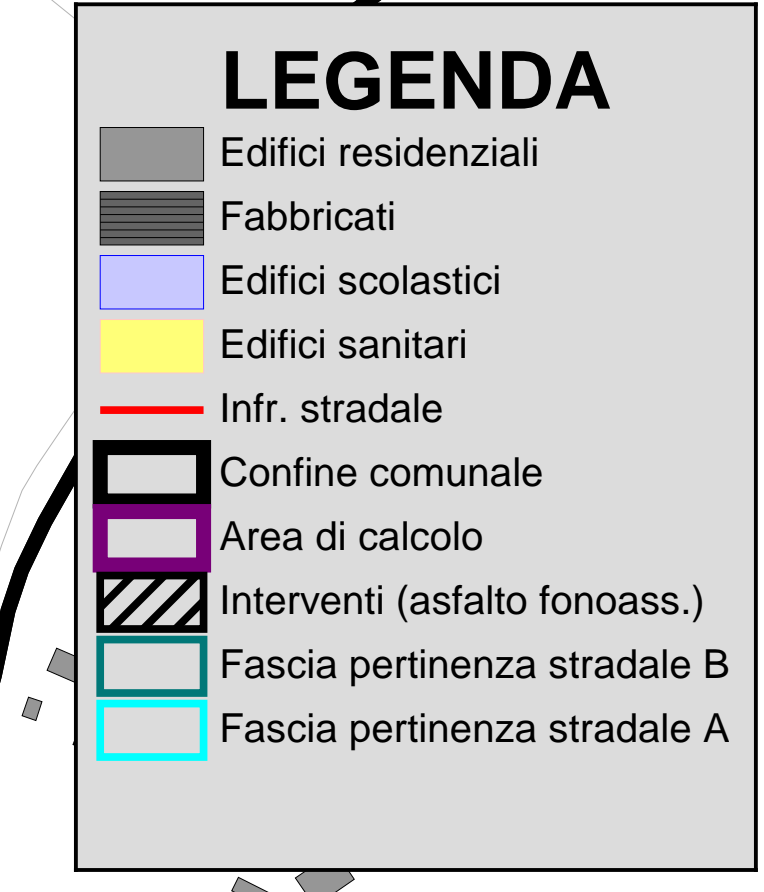 LEGENDA
Edifici residenziali
Fabbricati
Edifici scolastici
Edifici sanitari
Infr. stradale
Confine comunale
Area di calcolo
Interventi (asfalto fonoass.)
Fascia pertinenza stradale B
Fascia pertinenza stradale A